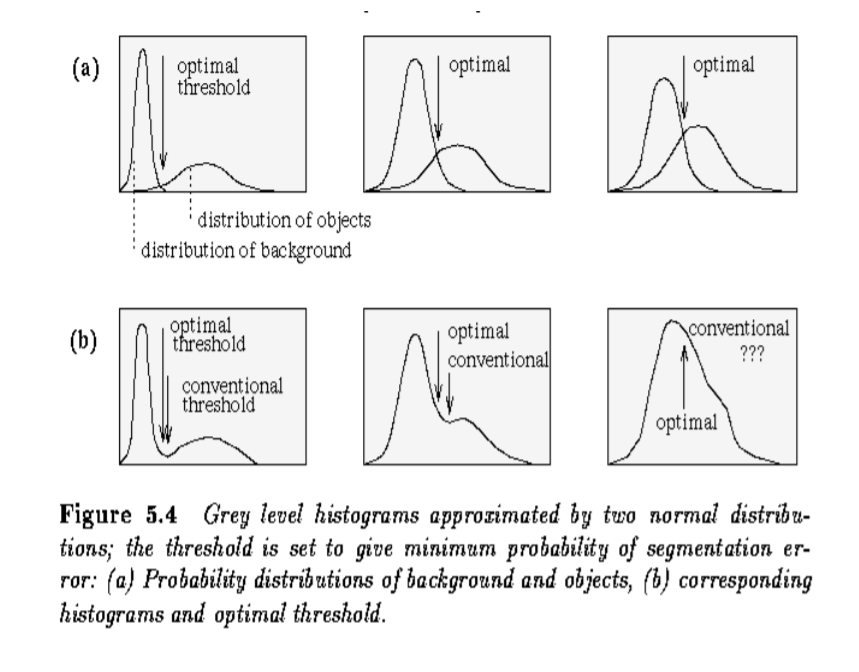 (a)
optimal
threshold
optimal
optimal
distribution of objects
distribution of background
(b)
optimal
threshold
conventional
threshold
optimal
conventional
conventional
???
optimal
Figure 5.4 Grey level histograms approximated by two normal distribu-
tions; the threshold is set to give minimum probability of segmentation er-
ror: (a) Probability distributions of background and objects, (b) corresponding
histograms and optimal threshold.